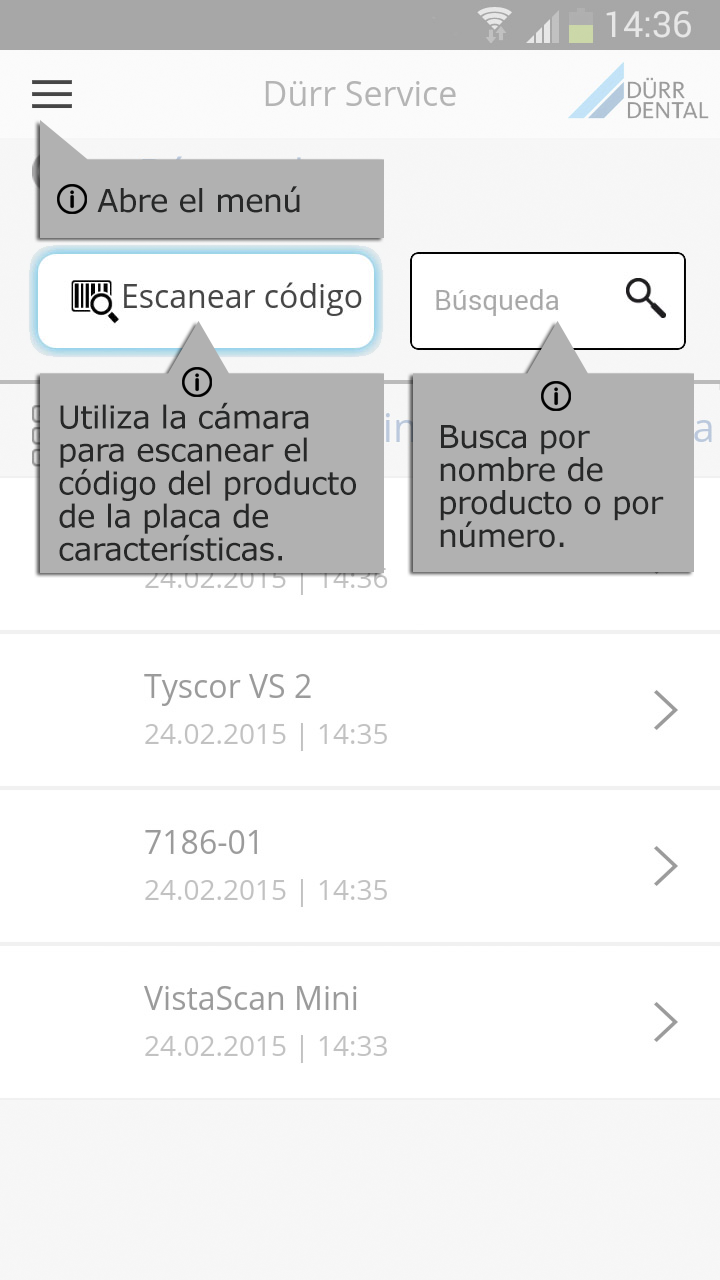 14:36
Dürr Service
DÜRR
DENTAL
Abre el menú
Escanear código
Búsqueda
Utiliza la cámara
para escanear el
código del producto
de la placa de
características.
Busca por
nombre de
producto o por
número.
24.02.2015 | 14:36
Tyscor VS 2
24.02.2015 | 14:35
7186-01
24.02.2015 | 14:35
VistaScan Mini
24.02.2015 | 14:33